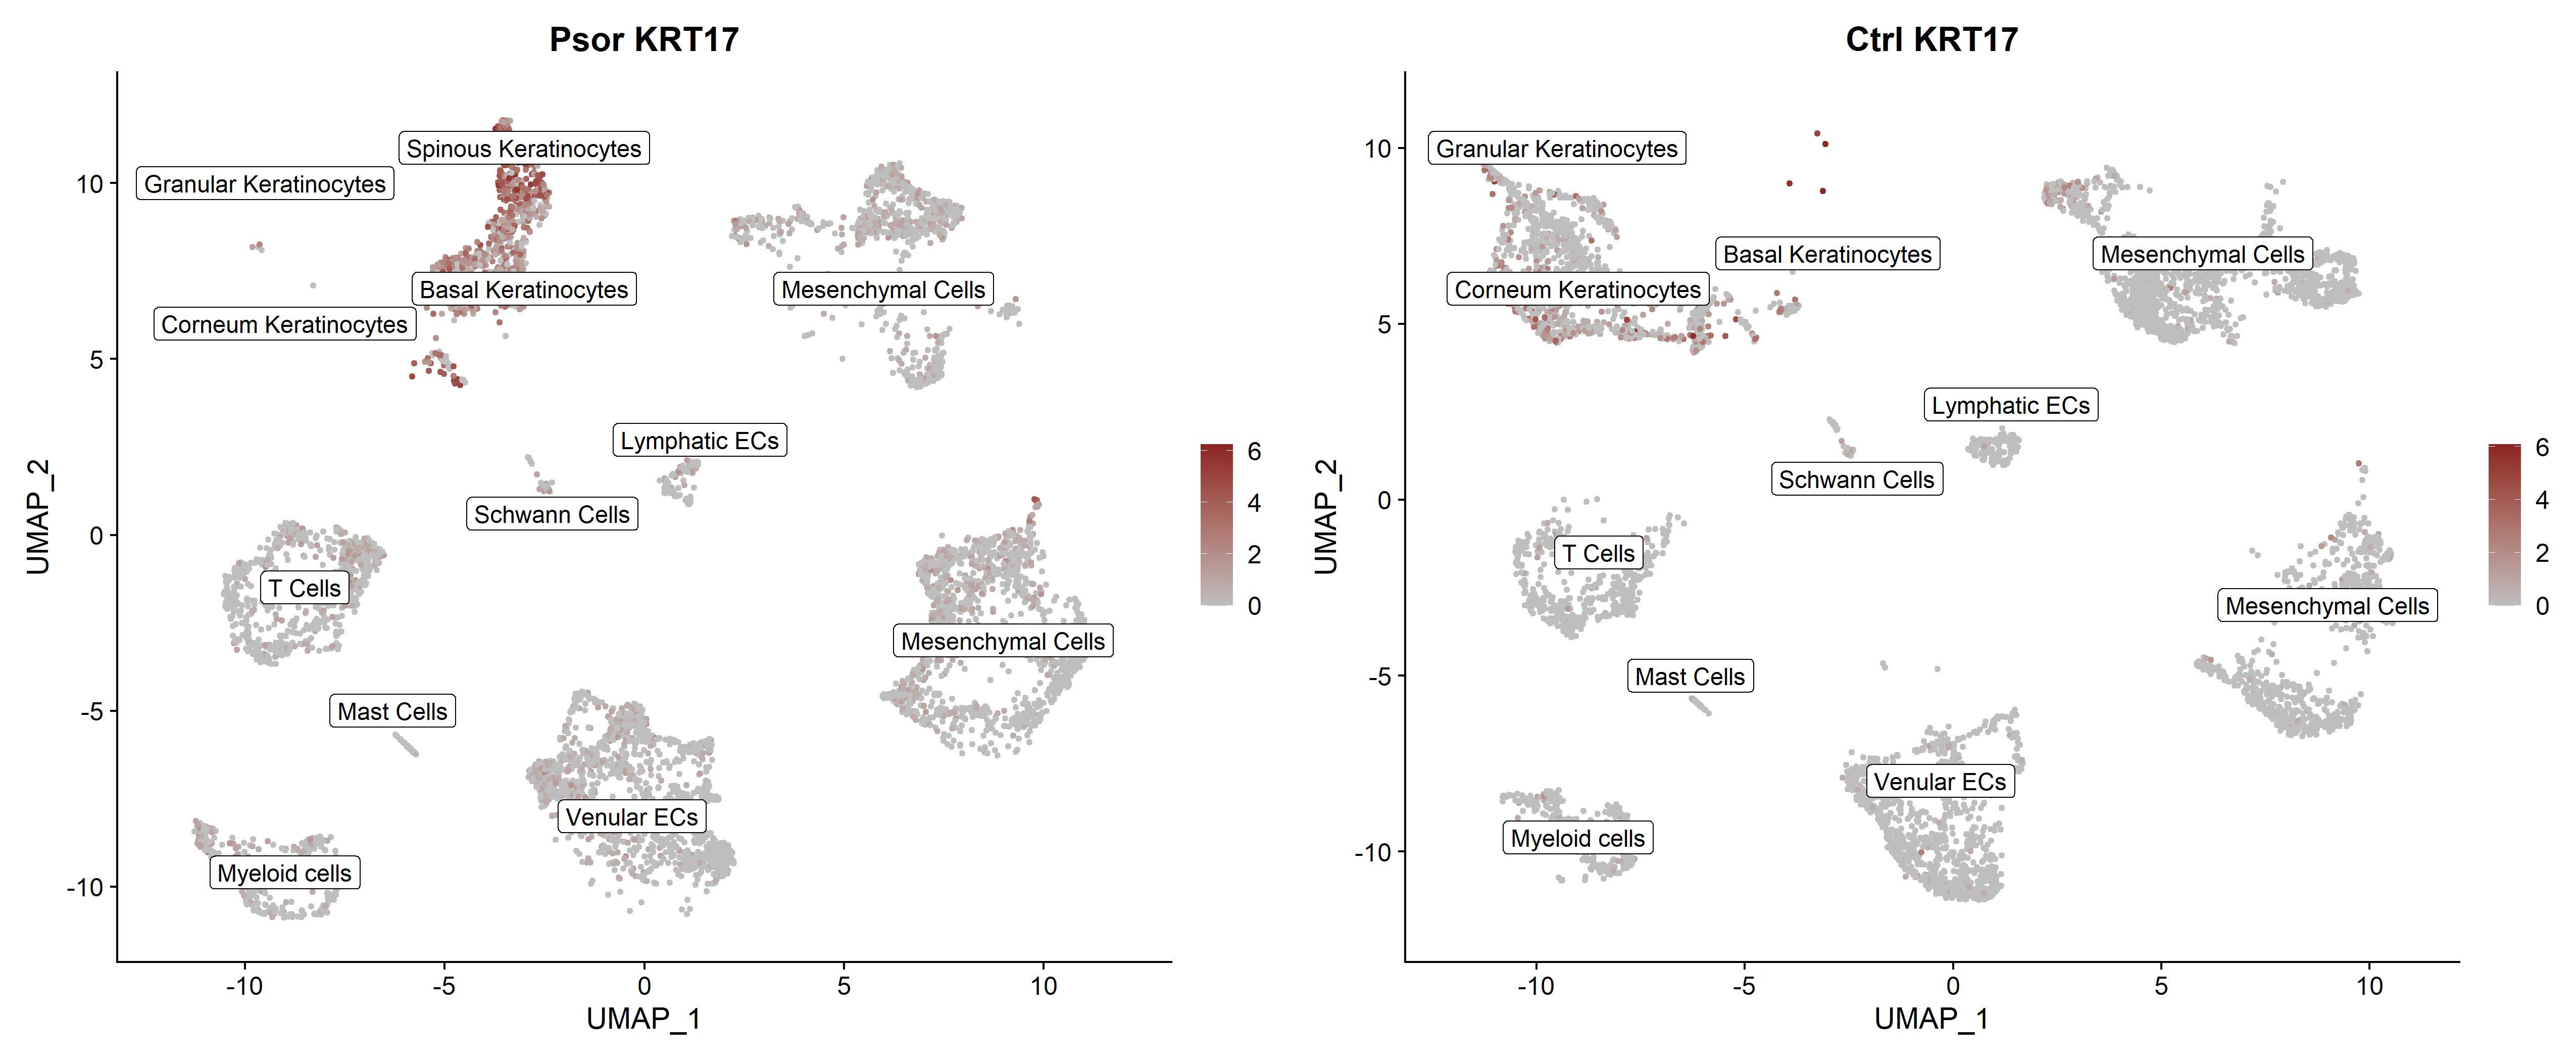 Psor KRT17
Spinous Keratinocytes
Granular Keratinocytes
Basal Keratinocytes
Mesenchymal Cells
Corneum Keratinocytes
Lymphatic ECs
Schwann Cells
T Cells
Mesenchymal Cells
Mast Cells
Venular ECs
Myeloid cells
10
5
0
-5
-10
UMAP_2
-10 -5 0 5 10
UMAP_1
6
4
2
0
Ctrl KRT17
Granular Keratinocytes
Basal Keratinocytes
Mesenchymal Cells
Corneum Keratinocytes
Lymphatic ECs
Schwann Cells
T Cells
Mesenchymal Cells
Mast Cells
Venular ECs
Myeloid cells
10
5
0
-5
-10
UMAP_2
-10 -5 0 5 10
UMAP_1
6
4
2
0